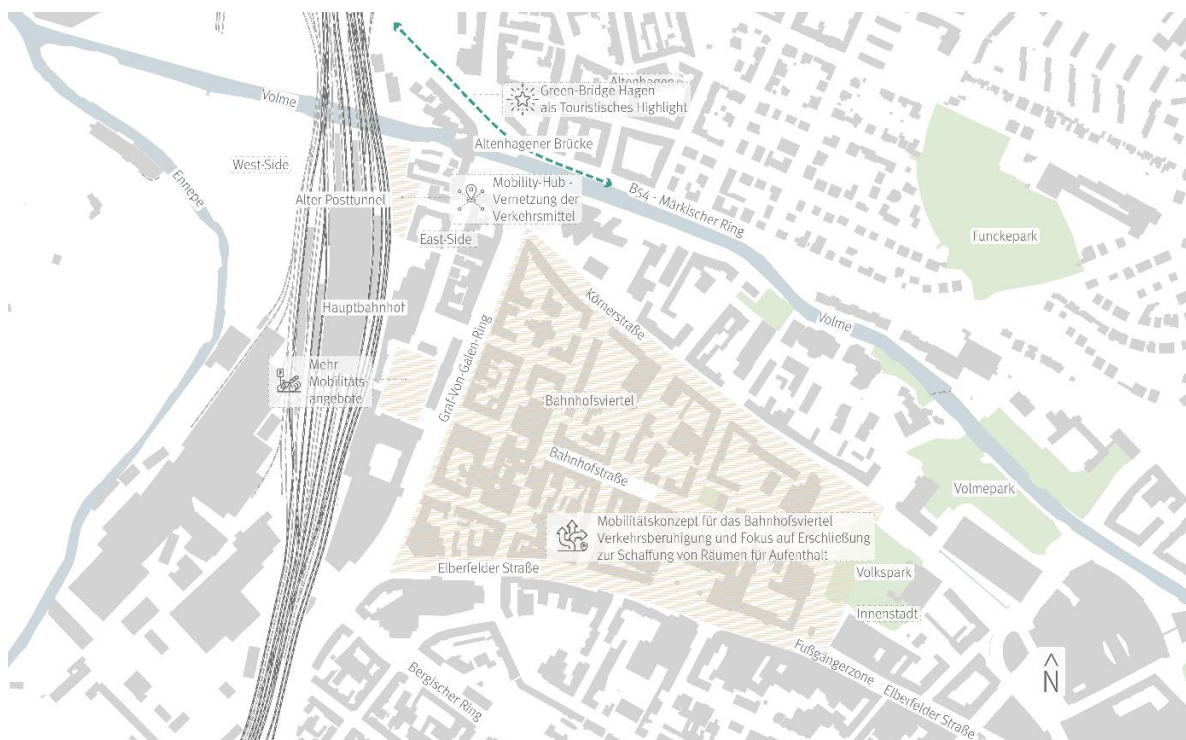 Altenhagen
Green-Bridge Hagen
als Touristisches Highlight
Volme
Altenhagener Brücke
West-Side
Ennepe
Mobility-Hub -
Vernetzung der
Verkehrsmittel
Alter Posttunnel
B54 - Märkischer Ring
East-Side
Funckepark
Hauptbahnhof
Körnerstraße
Volme
Graf-Von-Galen-Ring
Mehr
Mobilitäts-
angebote
Bahnhofsviertel
Bahnhofstraße
Volmepark
Mobilitätskonzept für das Bahnhofsviertel
Verkehrsberuhigung und Fokus auf Erschließung
zur Schaffung von Räumen für Aufenthalt
Elberfelder Straße
Volkspark
Innenstadt
Fußgängerzone - Elberfelder Straße
Bergischer Ring
N